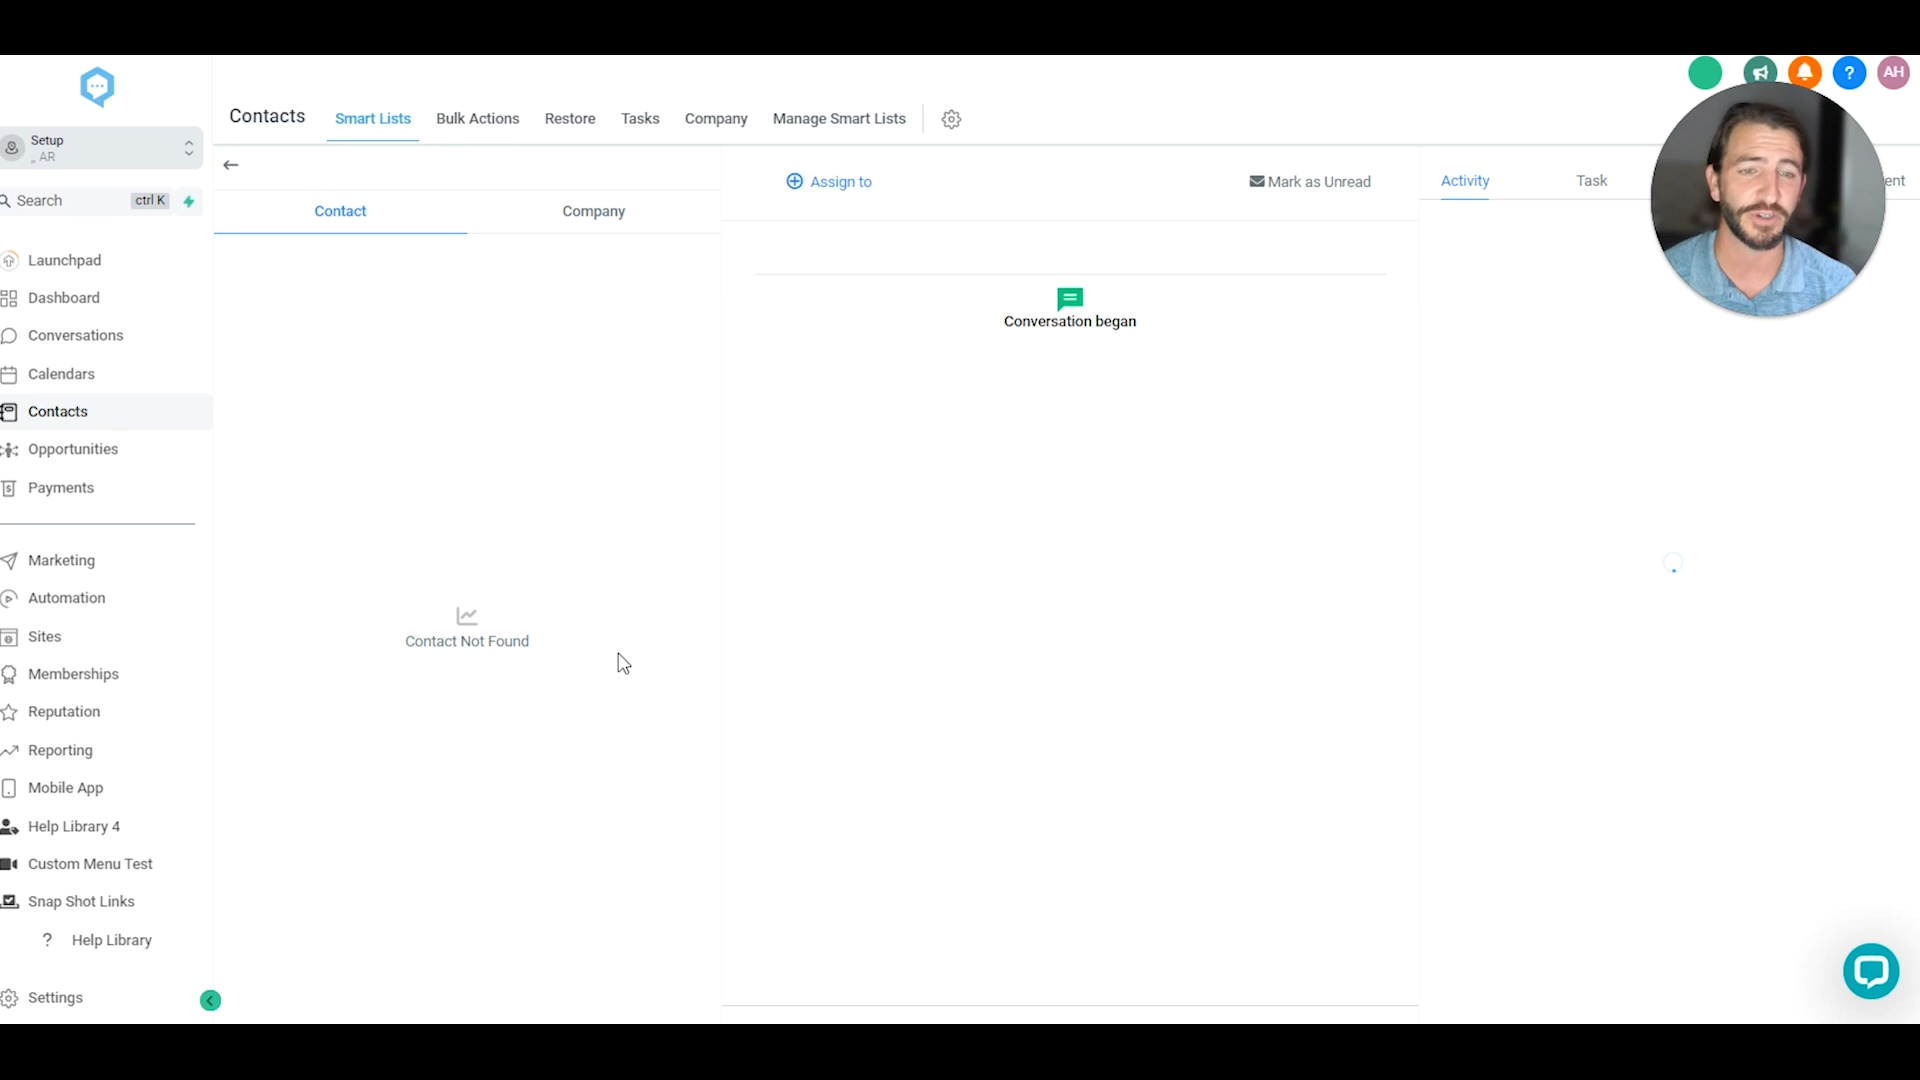 AH
Contacts
Smart Lists
Bulk Actions
Restore
Tasks
Company
Manage Smart Lists
Setup
AR
Search
ctrl K
Assign to
Mark as Unread
Activity
Task
ent
Contact
Company
Launchpad
Dashboard
Conversations
Calendars
Contacts
Opportunities
Payments
Conversation began
Marketing
Automation
Sites
Memberships
Reputation
Reporting
Mobile App
Help Library 4
Custom Menu Test
Snap Shot Links
? Help Library
Settings
Contact Not Found